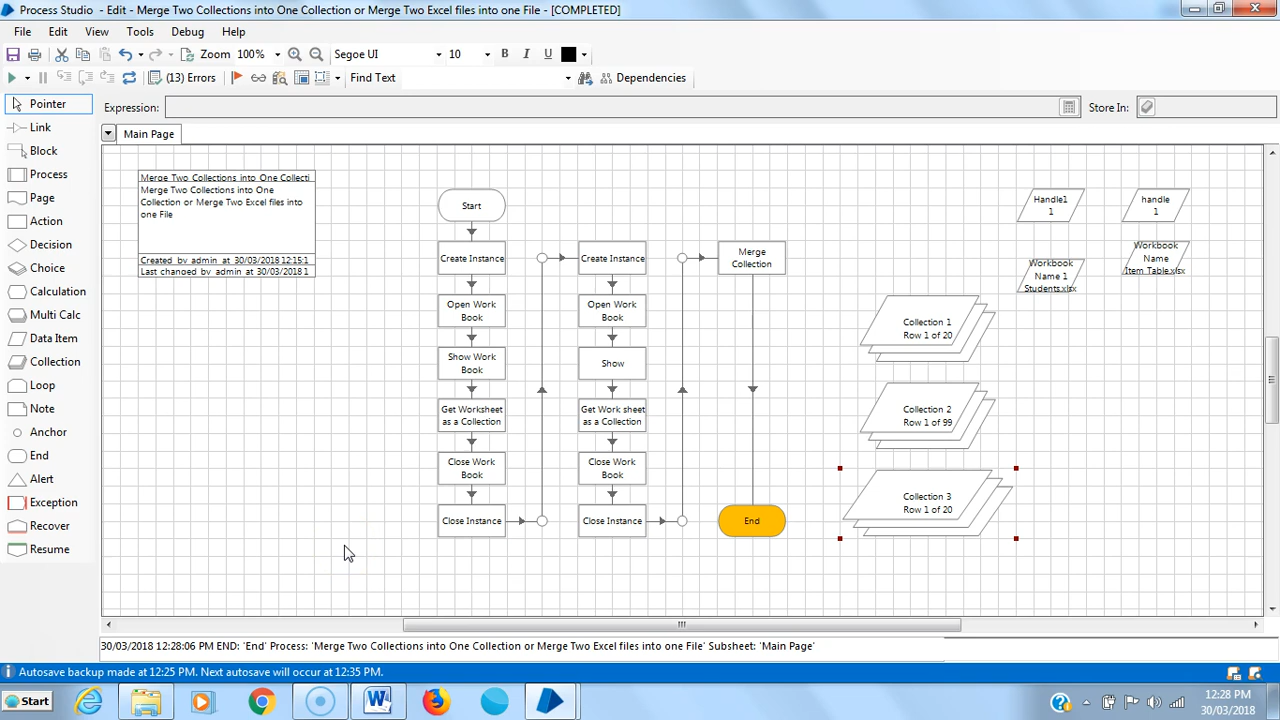 Process Studio - Edit - Merge Two Collections into One Collection or Merge Two Excel files into one File - [COMPLETED]
File Edit View Tools Debug Help
Zoom 100% Segoe UI 10 B I U
(13) Errors Find Text Dependencies
Pointer
Link
Block
Process
Page
Action
Decision
Choice
Calculation
Multi Calc
Data Item
Collection
Loop
Note
Anchor
End
Alert
Exception
Recover
Resume
Expression: Store In:
Main Page
Merge Two Collections into One Collecti
Merge Two Collections into One
Collection or Merge Two Excel files into
one File
Created by admin at 30/03/2018 12:15:1
Last changed by admin at 30/03/2018 1
Start
Create Instance
Open Work
Book
Show Work
Book
Get Worksheet
as a Collection
Close Work
Book
Close Instance
Create Instance
Open Work
Book
Show
Get Work sheet
as a Collection
Close Work
Book
Close Instance
Merge
Collection
End
Collection 1
Row 1 of 20
Collection 2
Row 1 of 99
Collection 3
Row 1 of 20
Handle1
1
handle
1
Workbook
Name 1
Students.xlsx
Workbook
Name
Item Table.xlsx
30/03/2018 12:28:06 PM END: 'End' Process: 'Merge Two Collections into One Collection or Merge Two Excel files into one File' Subsheet: 'Main Page'
Autosave backup made at 12:25 PM. Next autosave will occur at 12:35 PM.
Start
12:28 PM
30/03/2018